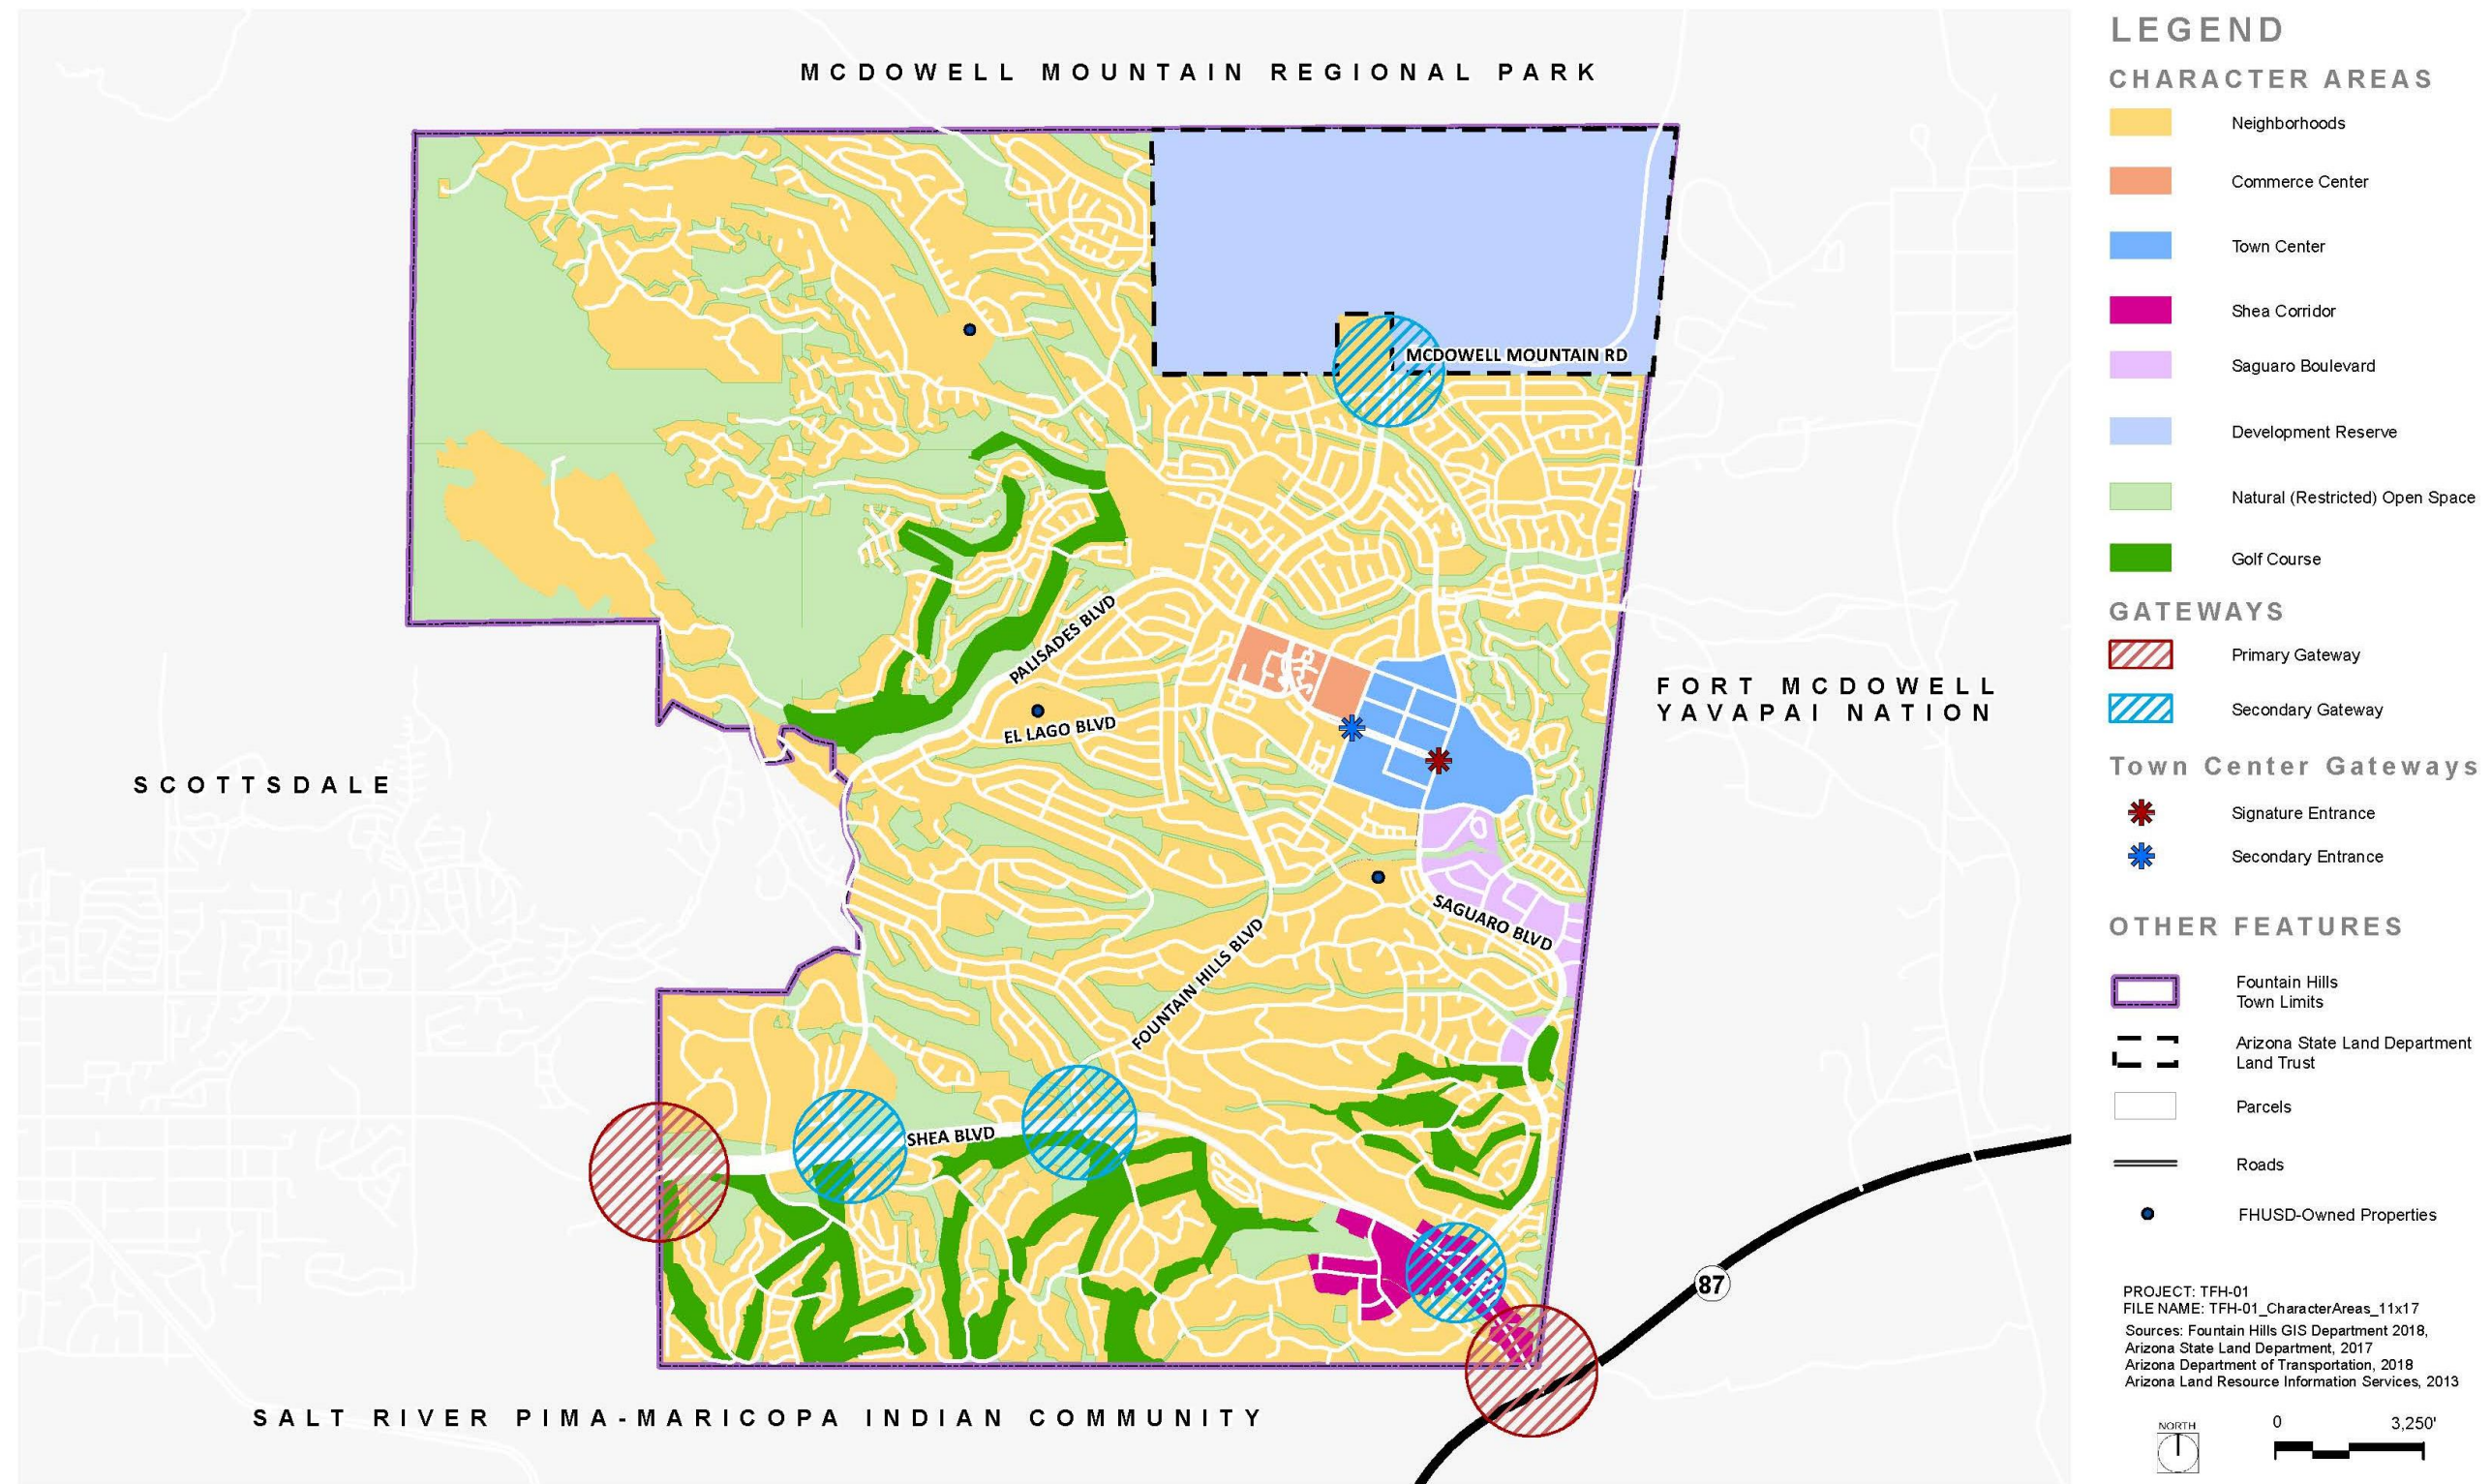 MCDOWELL MOUNTAIN REGIONAL PARK
MCDOWELL MOUNTAIN RD
PALISADES BLVD
EL LAGO BLVD
FORT MCDOWELL
YAVAPAI NATION
SCOTTSDALE
SAGUARO BLVD
FOUNTAIN HILLS BLVD
SHEA BLVD
87
SALT RIVER PIMA-MARICOPA INDIAN COMMUNITY
LEGEND
CHARACTER AREAS
Neighborhoods
Commerce Center
Town Center
Shea Corridor
Saguaro Boulevard
Development Reserve
Natural (Restricted) Open Space
Golf Course
GATEWAYS
Primary Gateway
Secondary Gateway
Town Center Gateways
Signature Entrance
Secondary Entrance
OTHER FEATURES
Fountain Hills
Town Limits
Arizona State Land Department
Land Trust
Parcels
Roads
FHUSD-Owned Properties
PROJECT: TFH-01
FILE NAME: TFH-01_CharacterAreas_11x17
Sources: Fountain Hills GIS Department 2018,
Arizona State Land Department, 2017
Arizona Department of Transportation, 2018
Arizona Land Resource Information Services, 2013
NORTH
0 3,250'